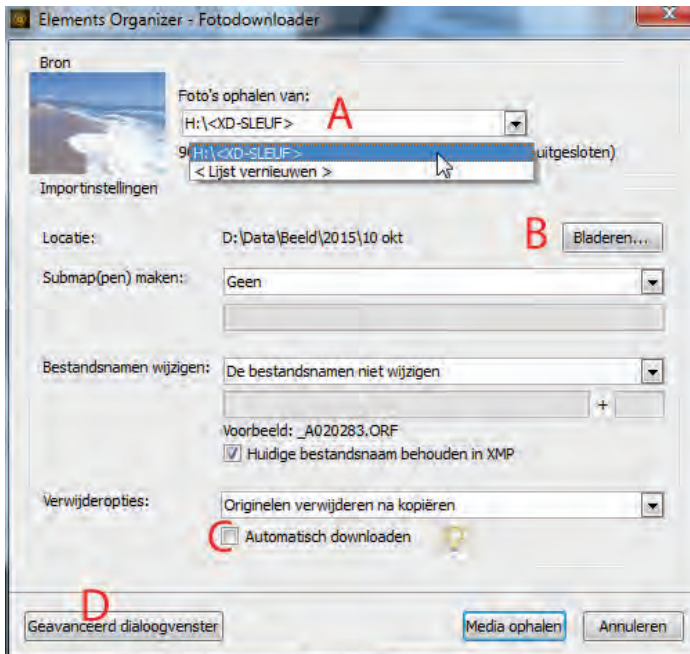 Elements Organizer - Fotodownloader
x
Bron
Foto's ophalen van:
H:\<XD-SLEUF>
A
H:\<XD-SLEUF>
uitgesloten)
< Lijst vernieuwen >
Importinstellingen
Locatie: D:\Data\Beeld\2015\10 okt B Bladeren...
Submap(pen) maken: Geen
Bestandsnamen wijzigen: De bestandsnamen niet wijzigen
+
Voorbeeld: _A020283.ORF
Huidige bestandsnaam behouden in XMP
Verwijderopties: Originelen verwijderen na kopiëren
C Automatisch downloaden
D
Geavanceerd dialoogvenster Media ophalen Annuleren